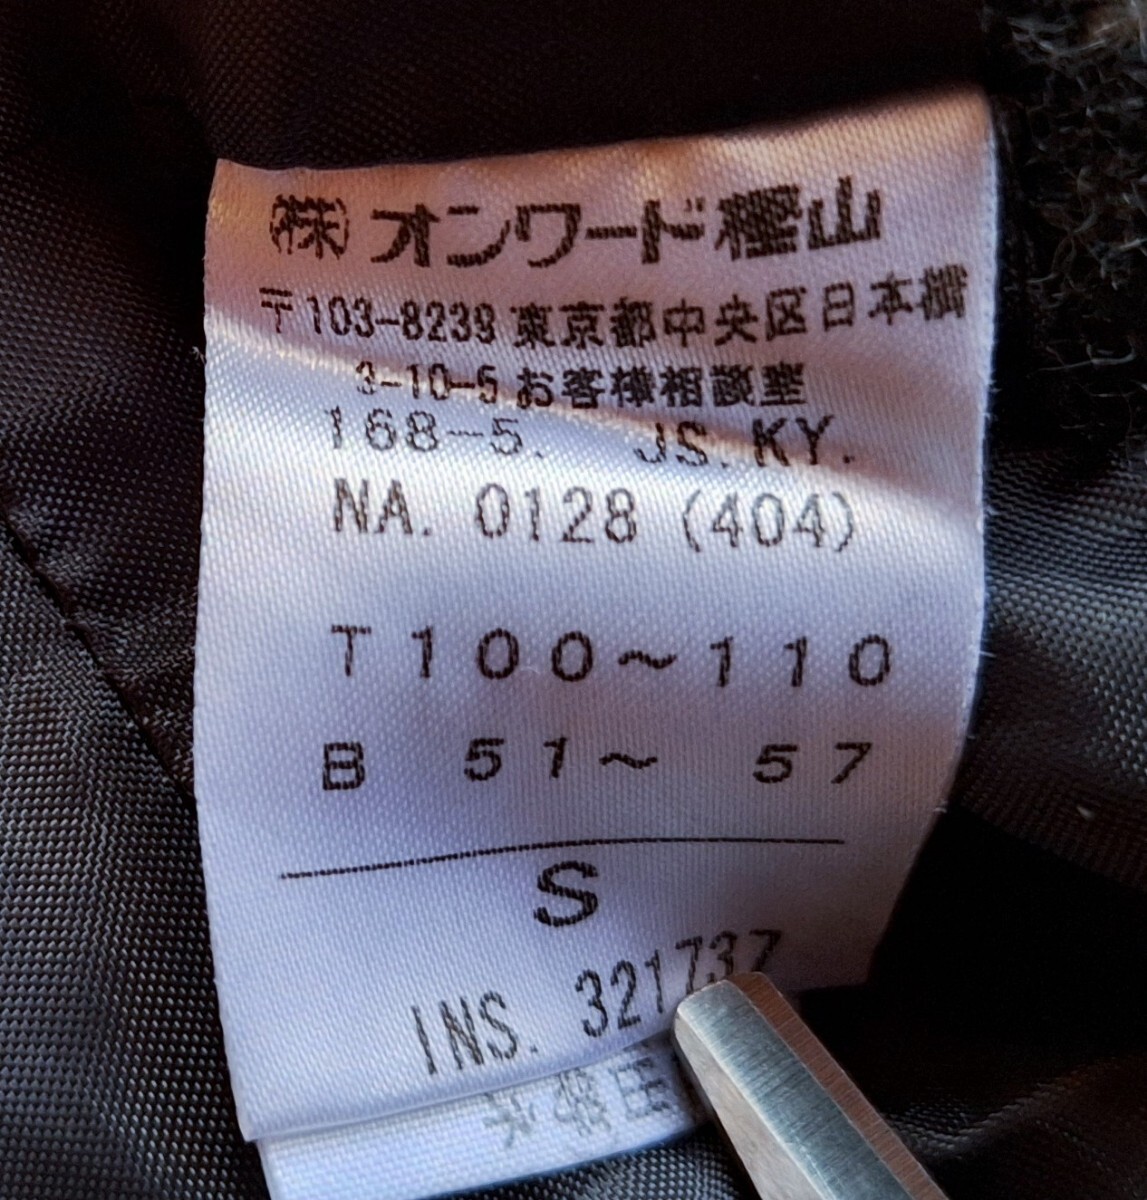 ㈱オンワード樫山
〒103-8239 東京都中央区日本橋
3-10-5 お客様相談室
168-5. JS.KY.
NA. 0128 (404)
T100～110
B 51～ 57
S
INS. 321737